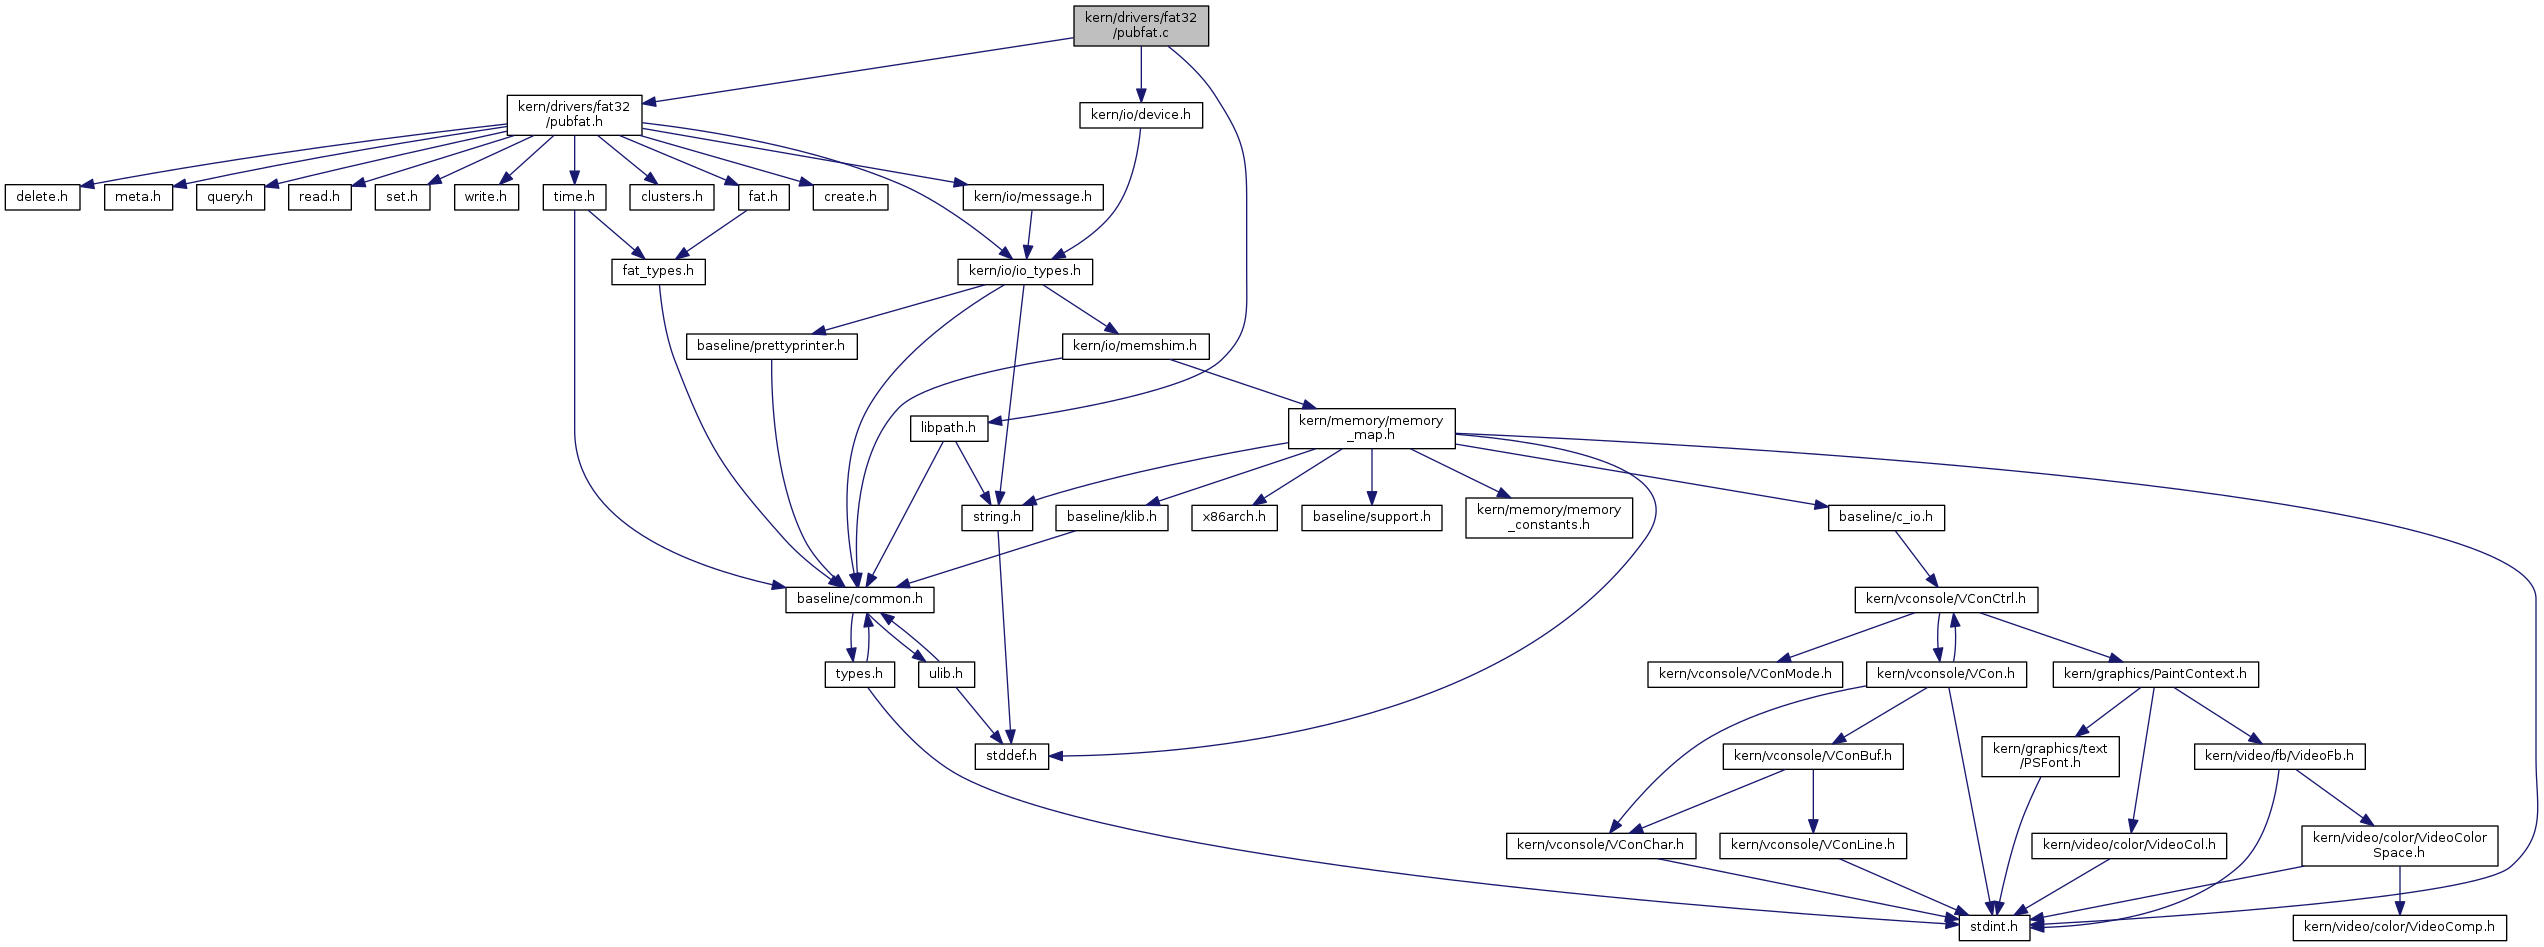 kern/drivers/fat32
/pubfat.c
kern/drivers/fat32
/pubfat.h
kern/io/device.h
delete.h
meta.h
query.h
read.h
set.h
write.h
time.h
clusters.h
fat.h
create.h
kern/io/message.h
fat_types.h
kern/io/io_types.h
baseline/prettyprinter.h
kern/io/memshim.h
libpath.h
kern/memory/memory
_map.h
string.h
baseline/klib.h
x86arch.h
baseline/support.h
kern/memory/memory
_constants.h
baseline/c_io.h
baseline/common.h
kern/vconsole/VConCtrl.h
types.h
ulib.h
kern/vconsole/VConMode.h
kern/vconsole/VCon.h
kern/graphics/PaintContext.h
stddef.h
kern/vconsole/VConBuf.h
kern/graphics/text
/PSFont.h
kern/video/fb/VideoFb.h
kern/vconsole/VConChar.h
kern/vconsole/VConLine.h
kern/video/color/VideoCol.h
kern/video/color/VideoColor
Space.h
stdint.h
kern/video/color/VideoComp.h